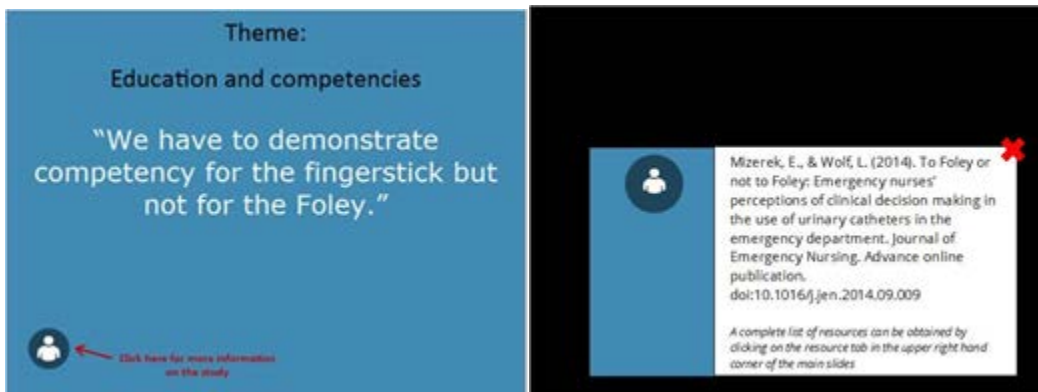 Theme:
Education and competencies
“We have to demonstrate
competency for the fingerstick but
not for the Foley.”
Click here for more information
on the study
Mizerek, E., & Wolf, L. (2014). To Foley or
not to Foley: Emergency nurses’
perceptions of clinical decision making in
the use of urinary catheters in the
emergency department. Journal of
Emergency Nursing. Advance online
publication.
doi:10.1016/j.jen.2014.09.009
A complete list of resources can be obtained by
clicking on the resource tab in the upper right hand
corner of the main slides